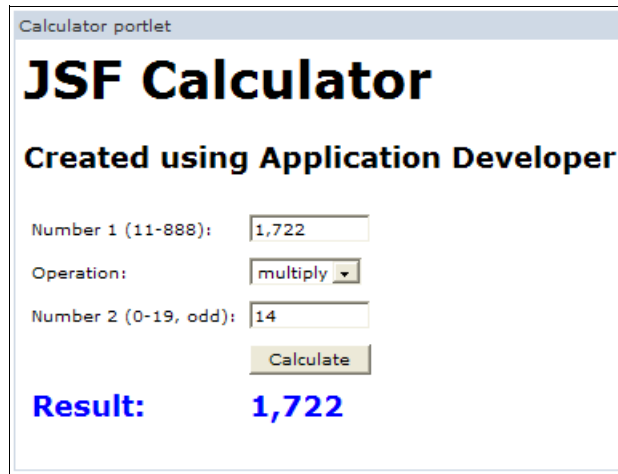 Calculator portlet
JSF Calculator
Created using Application Developer
Number 1 (11-888): 1,722
Operation: multiply
Number 2 (0-19, odd): 14
Calculate
Result: 1,722